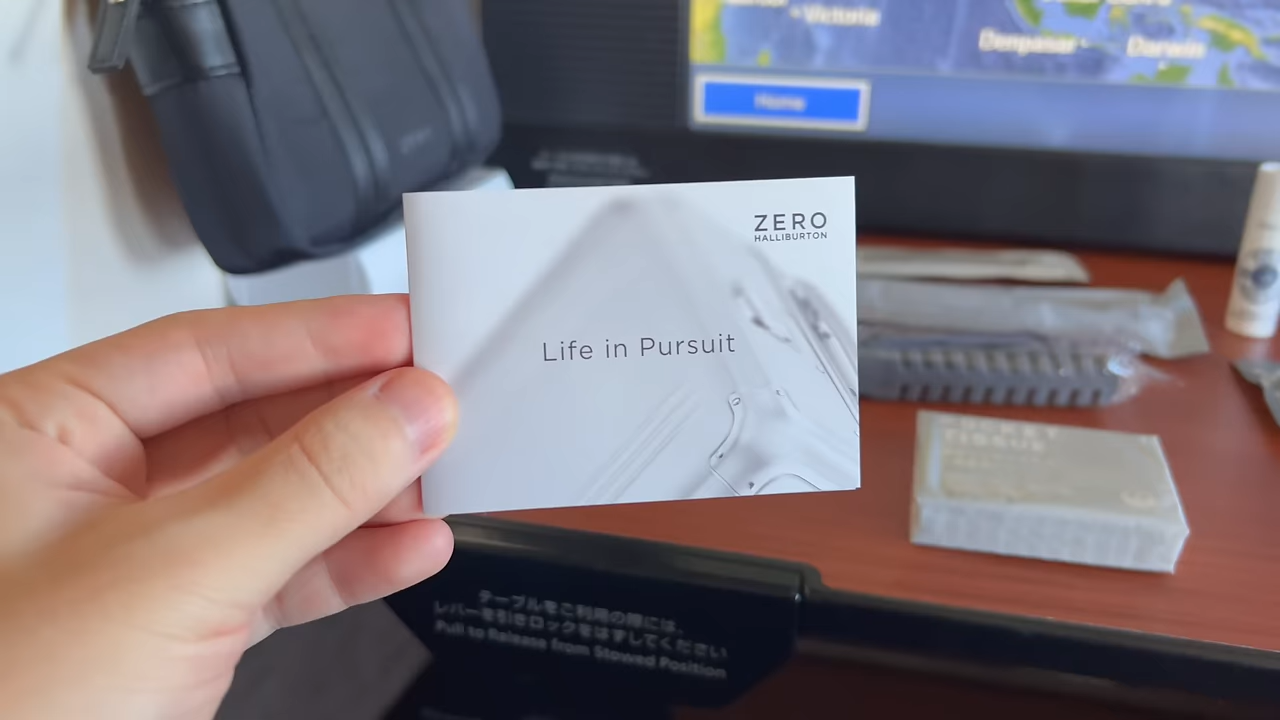 Victoria
Denpasar
Darwin
Home
ZERO
HALLIBURTON
Life in Pursuit
POCKET
TISSUE
テーブルをご利用の際には、
レバーを引きロックをはずしてください
Pull to Release from Stowed Position